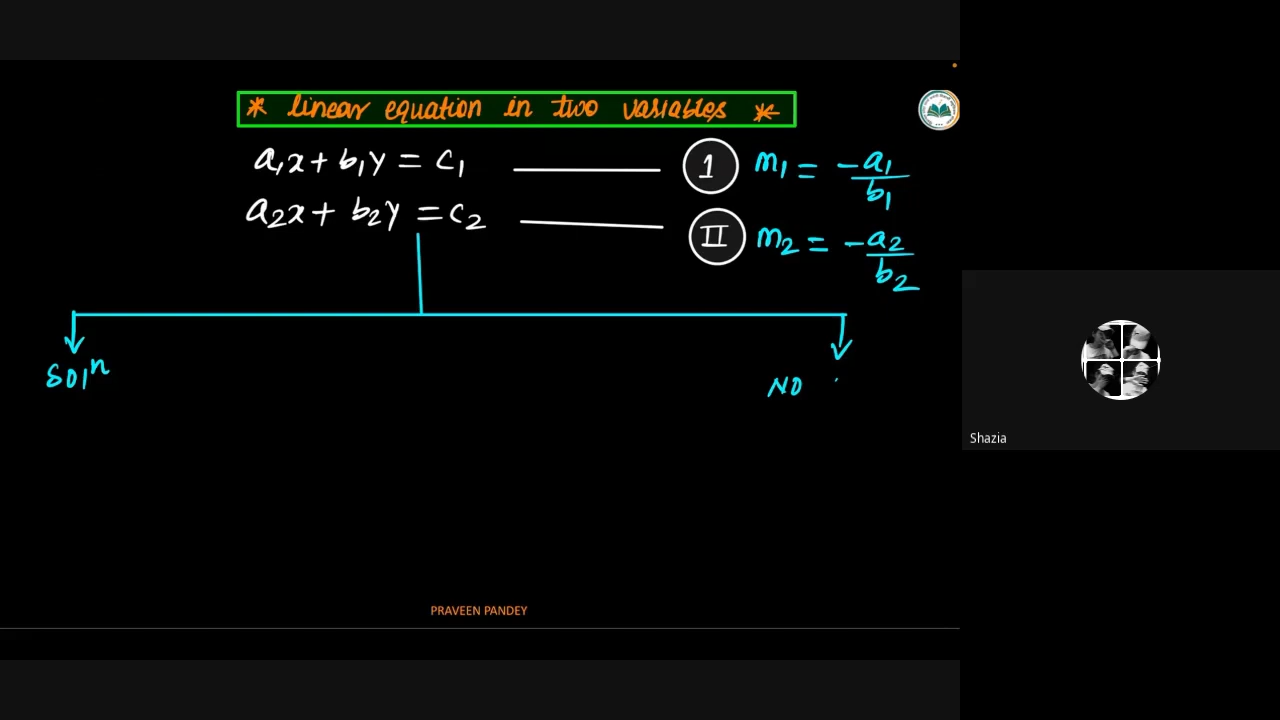 * linear equation in two variables *
a₁x + b₁y = c₁ ——— I m₁ = -a₁/b₁
a₂x + b₂y = c₂ ——— II m₂ = -a₂/b₂
Solⁿ NO
Shazia
PRAVEEN PANDEY